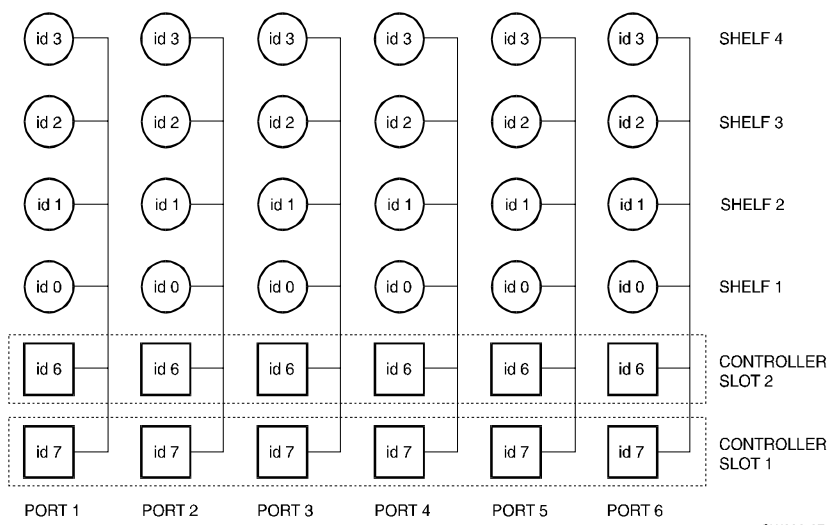 id 3 id 3 id 3 id 3 id 3 id 3 SHELF 4
id 2 id 2 id 2 id 2 id 2 id 2 SHELF 3
id 1 id 1 id 1 id 1 id 1 id 1 SHELF 2
id 0 id 0 id 0 id 0 id 0 id 0 SHELF 1
id 6 id 6 id 6 id 6 id 6 id 6 CONTROLLER
SLOT 2
id 7 id 7 id 7 id 7 id 7 id 7 CONTROLLER
SLOT 1
PORT 1 PORT 2 PORT 3 PORT 4 PORT 5 PORT 6